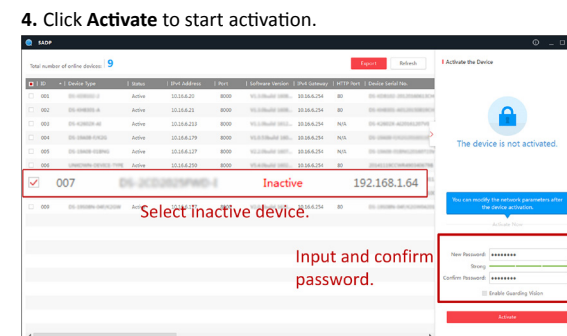 4. Click Activate to start activation.
SADP
Total number of online devices: 9
Export Refresh
Activate the Device
ID Device Type Status IPv4 Address Port Software Version IPv4 Gateway HTTP Port Device Serial No.
001 Active 10.16.6.20 8000 10.16.6.254 80
002 Active 10.16.6.21 8000 10.16.6.254 80
003 Active 10.16.6.213 8000 10.16.6.254 N/A
004 Active 10.16.6.179 8000 10.16.6.254 N/A
005 Active 10.16.6.127 8000 10.16.6.254 N/A
006 Active 10.16.6.250 8000 10.16.6.254 80
The device is not activated.
007 DS-2CD2025FWD-I Inactive 192.168.1.64
009 8000 10.16.6.254 80
Select inactive device.
You can modify the network parameters after
the device activation.
Activate Now
Input and confirm
password.
New Password: ••••••••
Strong
Confirm Password: ••••••••
Enable Guarding Vision
Activate